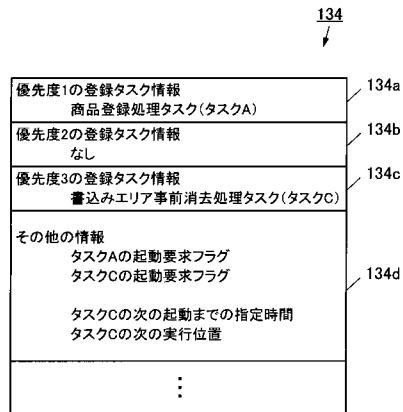 134
優先度1の登録タスク情報
商品登録処理タスク(タスクA)
134a
優先度2の登録タスク情報
なし
134b
優先度3の登録タスク情報
書込みエリア事前消去処理タスク(タスクC)
134c
その他の情報
タスクAの起動要求フラグ
タスクCの起動要求フラグ
タスクCの次の起動までの指定時間
タスクCの次の実行位置
134d
⋮